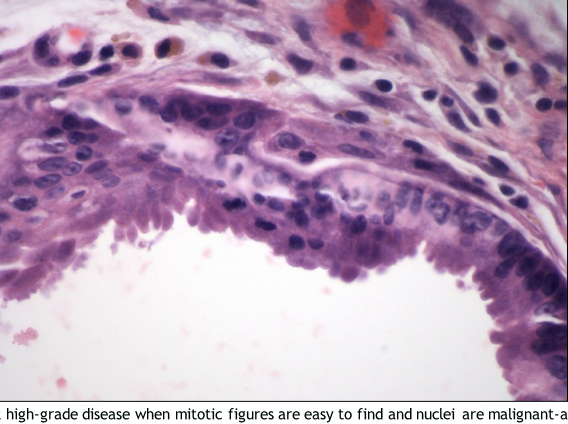 high-grade disease when mitotic figures are easy to find and nuclei are malignant-a